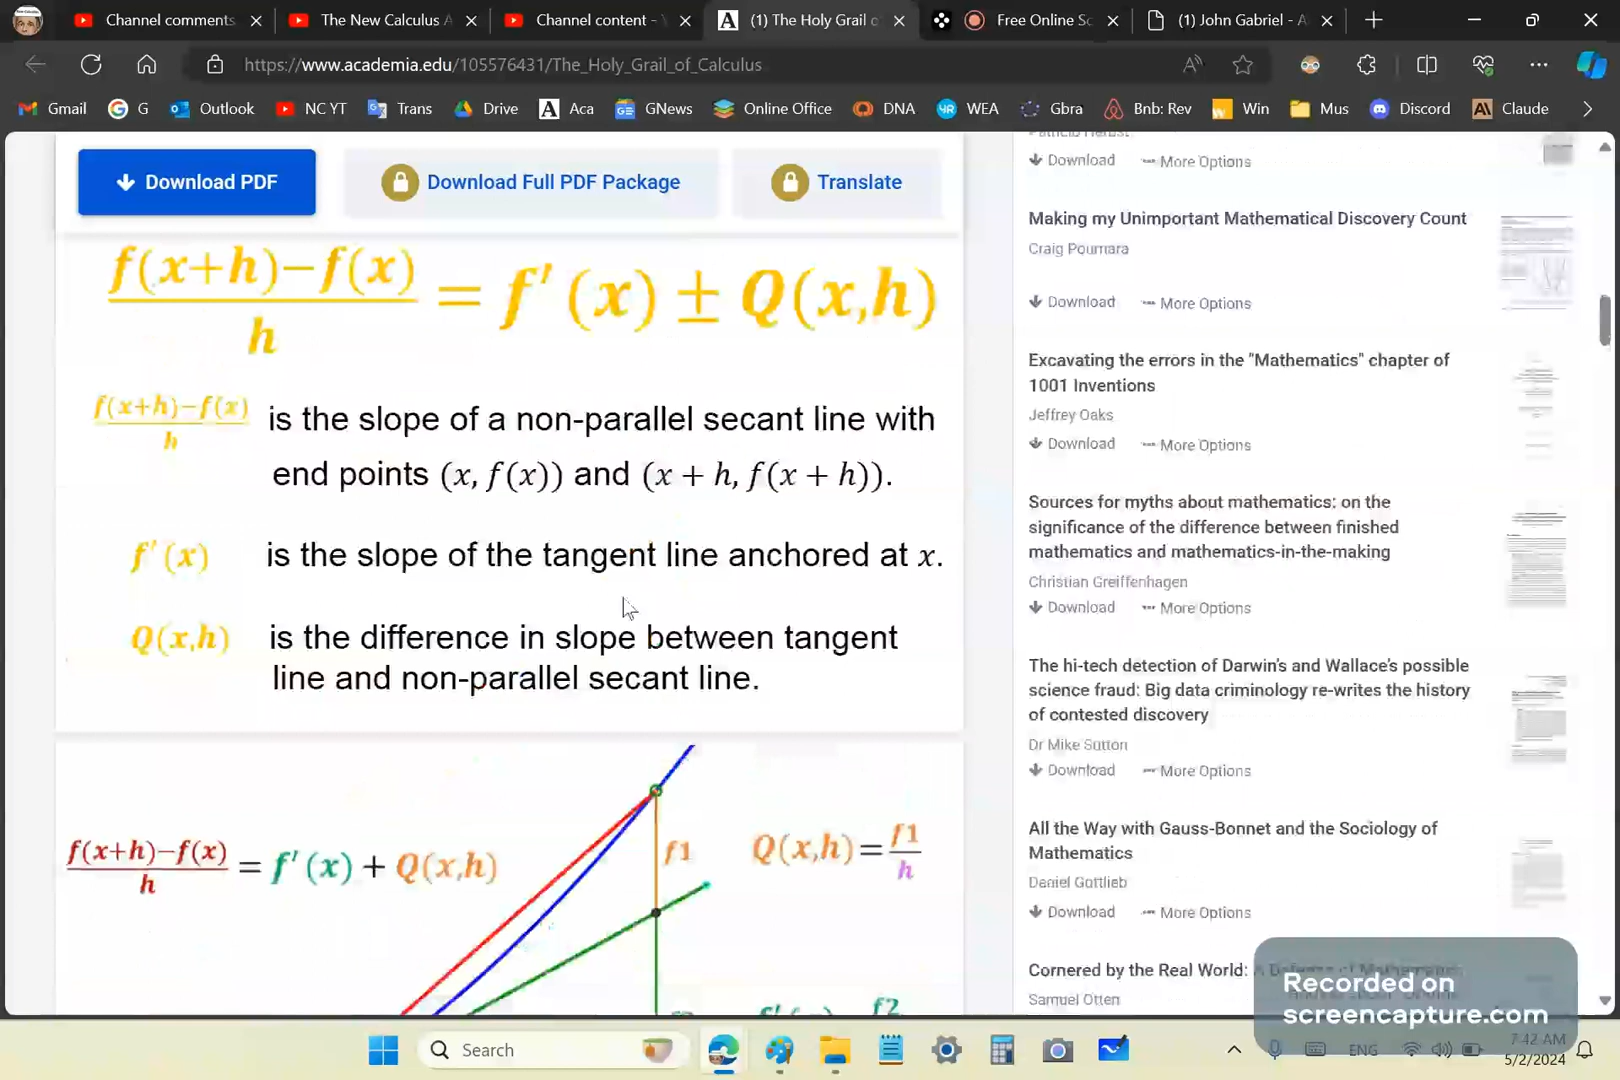 Channel comments
The New Calculus A
Channel content - Y
(1) The Holy Grail o
Free Online Sc
(1) John Gabriel - A
https://www.academia.edu/105576431/The_Holy_Grail_of_Calculus
Gmail G Outlook NC YT Trans Drive Aca GNews Online Office DNA WEA Gbra Bnb: Rev Win Mus Discord Claude
Download PDF
Download Full PDF Package
Translate
f(x+h)−f(x)
h
= f′(x) ± Q(x,h)
f(x+h)−f(x)
h
is the slope of a non-parallel secant line with
end points (x, f(x)) and (x + h, f(x + h)).
f′(x) is the slope of the tangent line anchored at x.
Q(x,h) is the difference in slope between tangent
line and non-parallel secant line.
f(x+h)−f(x)
h
= f′(x) + Q(x,h)
f1
Q(x,h) = f1
h
f2
Download More Options
Making my Unimportant Mathematical Discovery Count
Craig Poumara
Download More Options
Excavating the errors in the "Mathematics" chapter of
1001 Inventions
Jeffrey Oaks
Download More Options
Sources for myths about mathematics: on the
significance of the difference between finished
mathematics and mathematics-in-the-making
Christian Greiffenhagen
Download More Options
The hi-tech detection of Darwin's and Wallace's possible
science fraud: Big data criminology re-writes the history
of contested discovery
Dr Mike Sutton
Download More Options
All the Way with Gauss-Bonnet and the Sociology of
Mathematics
Daniel Gottlieb
Download More Options
Cornered by the Real World:
Samuel Otten
Recorded on
screencapture.com
Search
ENG
7:42 AM
5/2/2024